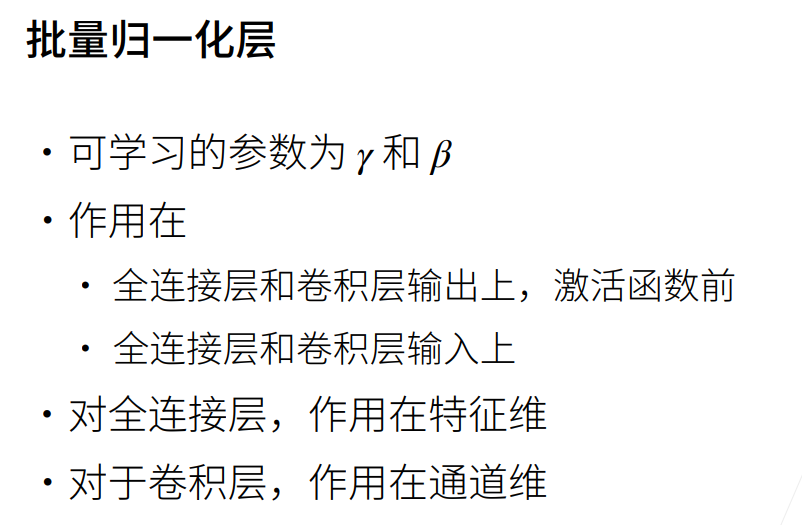 批量归一化层
• 可学习的参数为 γ 和 β
• 作用在
• 全连接层和卷积层输出上，激活函数前
• 全连接层和卷积层输入上
• 对全连接层，作用在特征维
• 对于卷积层，作用在通道维